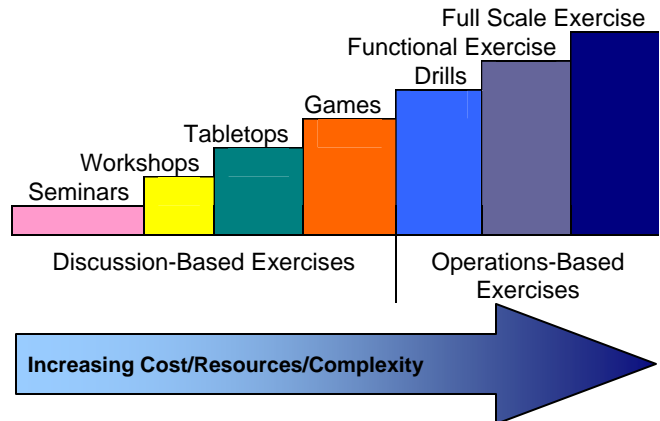 Full Scale Exercise
Functional Exercise
Drills
Games
Tabletops
Workshops
Seminars
Discussion-Based Exercises
Operations-Based
Exercises
Increasing Cost/Resources/Complexity